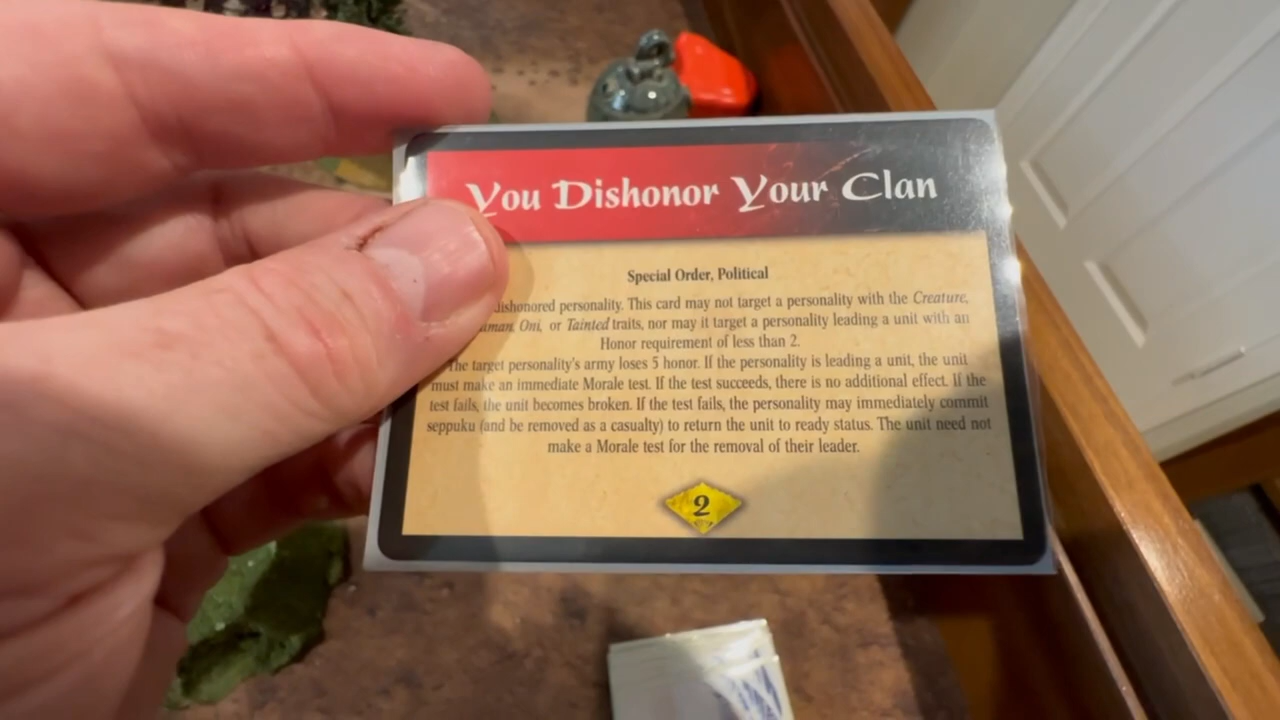 You Dishonor Your Clan
Special Order, Political
dishonored personality. This card may not target a personality with the Creature,
Oni, or Tainted traits, nor may it target a personality leading a unit with an
Honor requirement of less than 2.
The target personality's army loses 5 honor. If the personality is leading a unit, the unit
must make an immediate Morale test. If the test succeeds, there is no additional effect. If the
test fails, the unit becomes broken. If the test fails, the personality may immediately commit
seppuku (and be removed as a casualty) to return the unit to ready status. The unit need not
make a Morale test for the removal of their leader.
2